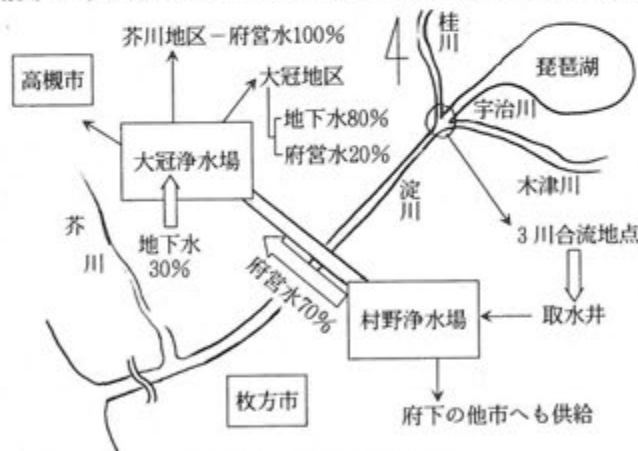 芥川地区－府営水100%
桂川
琵琶湖
高槻市
大冠地区
地下水80%
府営水20%
宇治川
大冠浄水場
淀川
木津川
芥川
地下水
30%
3川合流地点
府営水70%
村野浄水場
取水井
枚方市
府下の他市へも供給